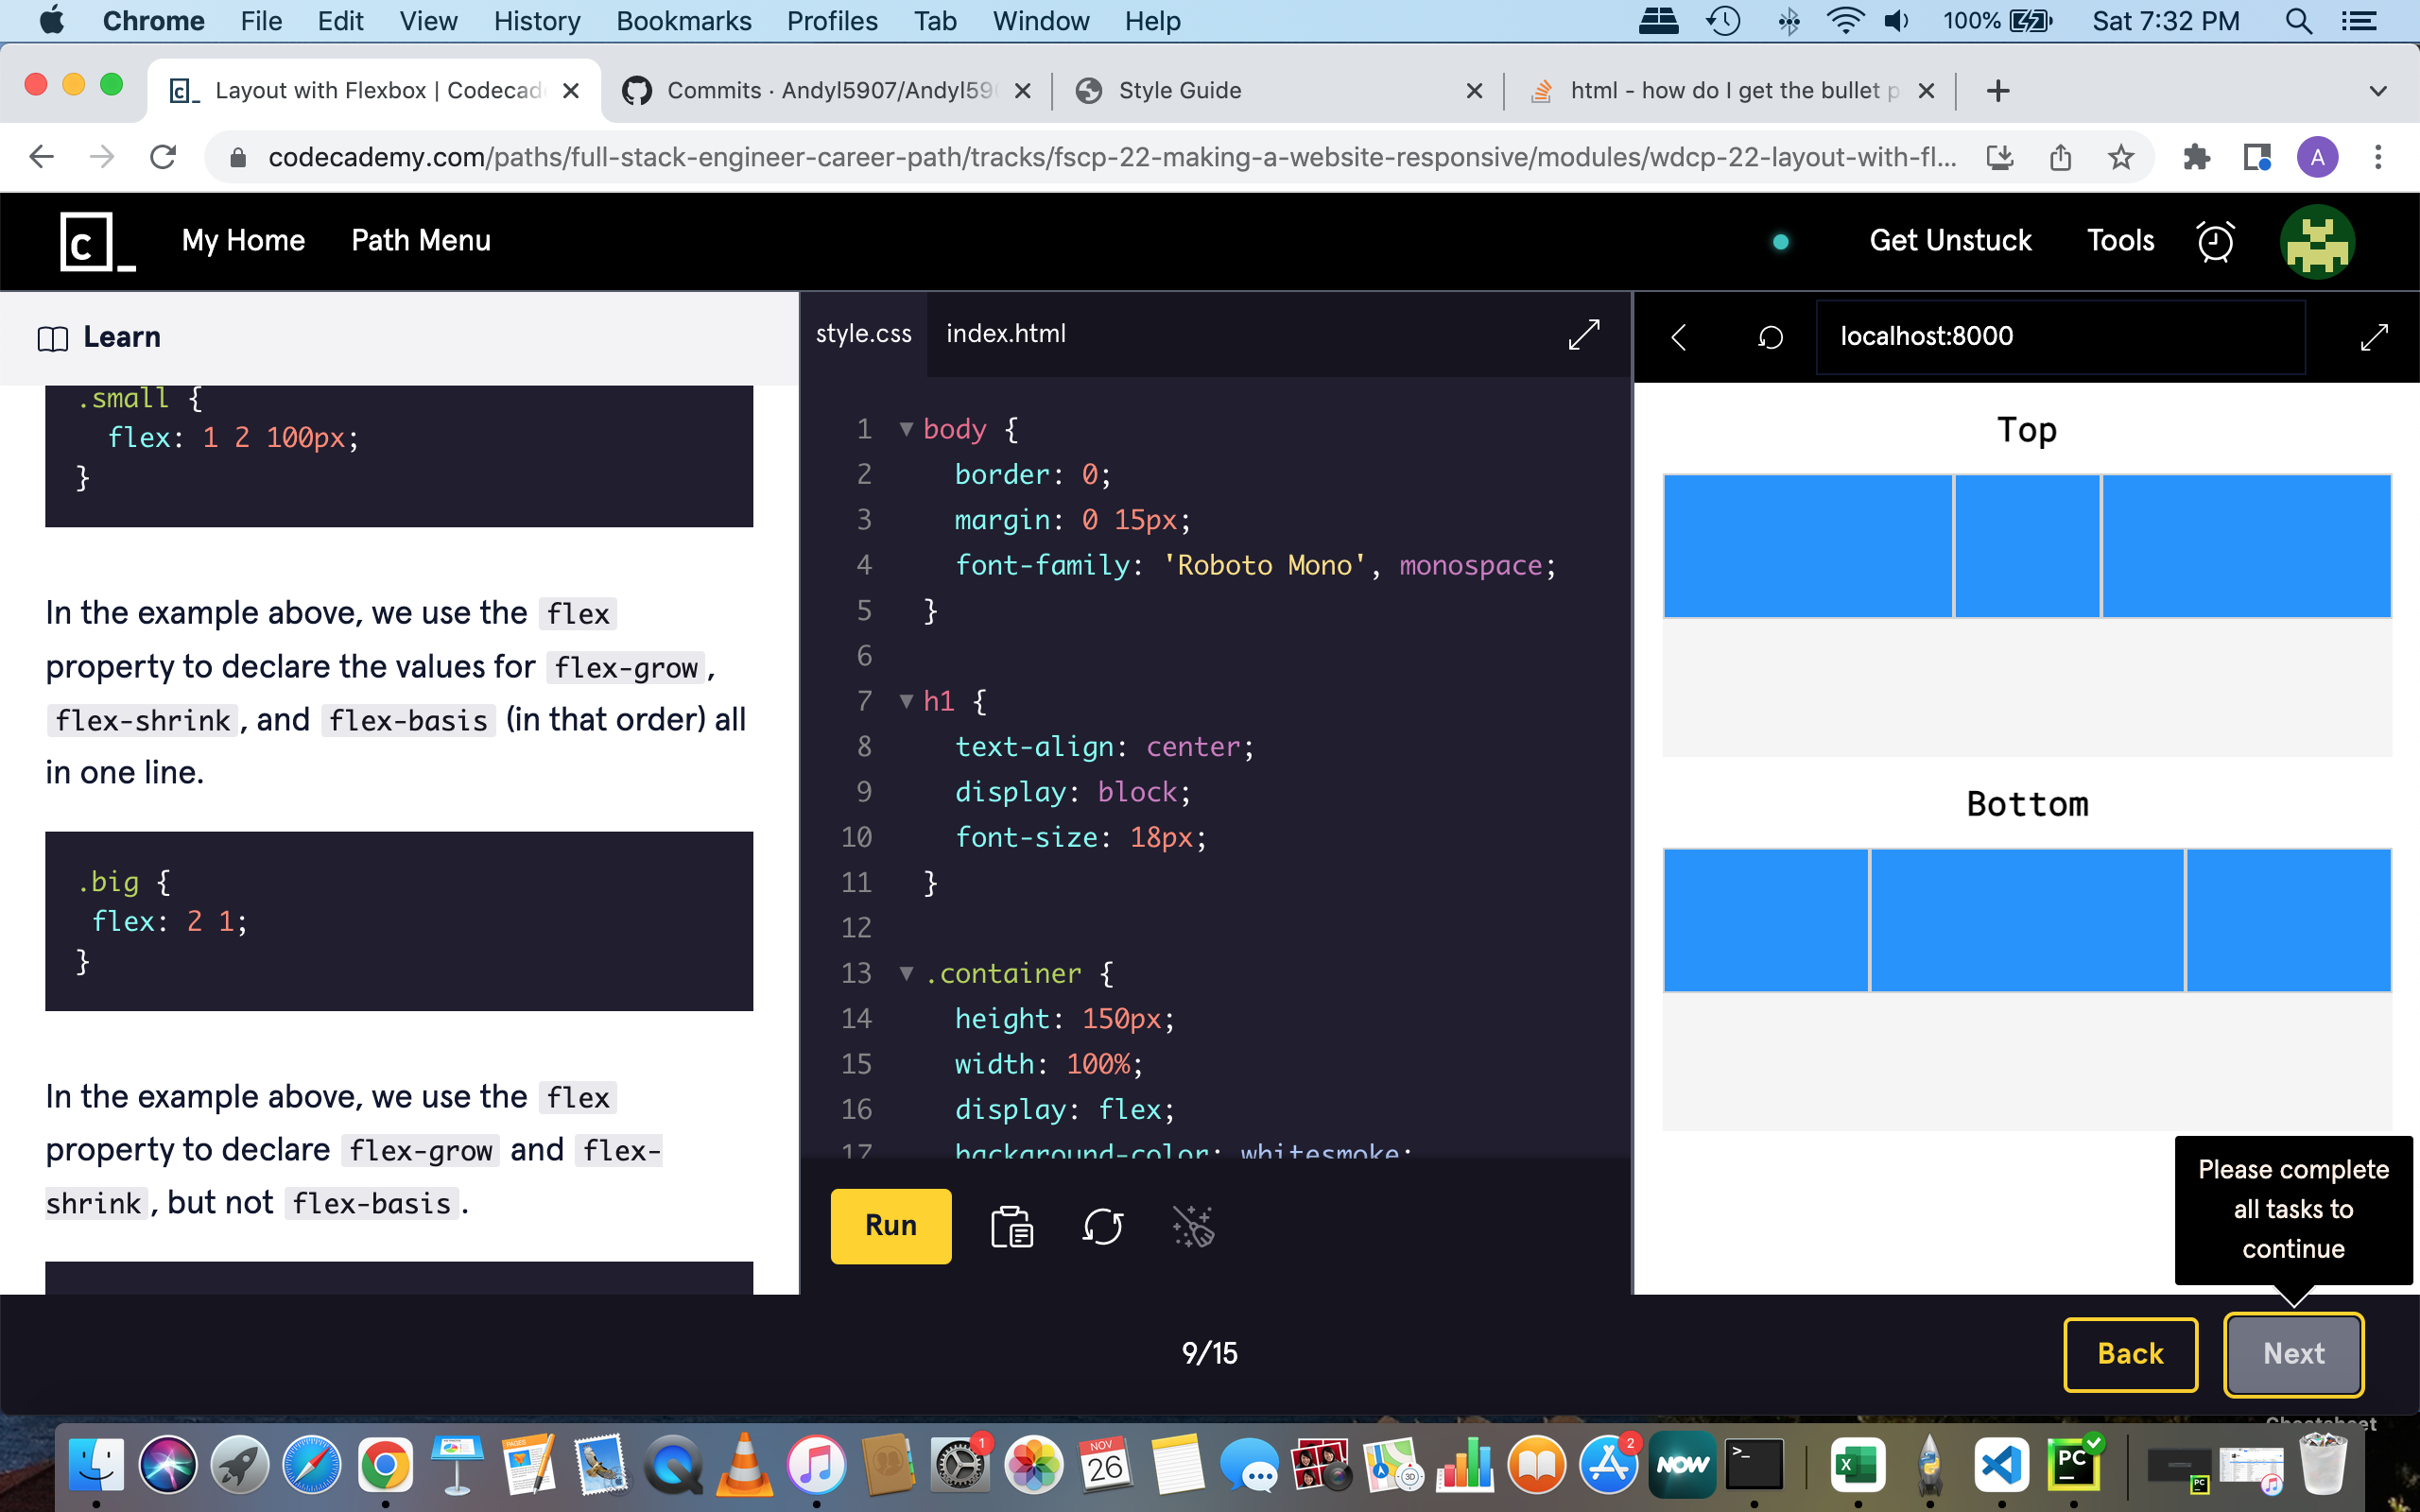 Chrome File Edit View History Bookmarks Profiles Tab Window Help 100% Sat 7:32 PM
Layout with Flexbox | Codecad
Commits · Andyl5907/Andyl59
Style Guide
html - how do I get the bullet p
codecademy.com/paths/full-stack-engineer-career-path/tracks/fscp-22-making-a-website-responsive/modules/wdcp-22-layout-with-fl...
A
c_ My Home Path Menu Get Unstuck Tools
Learn
.small {
flex: 1 2 100px;
}
In the example above, we use the flex
property to declare the values for flex-grow,
flex-shrink, and flex-basis (in that order) all
in one line.
.big {
flex: 2 1;
}
In the example above, we use the flex
property to declare flex-grow and flex-
shrink, but not flex-basis.
style.css index.html
1 body {
2 border: 0;
3 margin: 0 15px;
4 font-family: 'Roboto Mono', monospace;
5 }
6
7 h1 {
8 text-align: center;
9 display: block;
10 font-size: 18px;
11 }
12
13 .container {
14 height: 150px;
15 width: 100%;
16 display: flex;
17 background-color: whitesmoke;
Run
localhost:8000
Top
Bottom
Please complete
all tasks to
continue
9/15
Back Next
Cheatsheet
1
NOV
26
3D
2
NOW
>_
X
PC
PC
PAGES